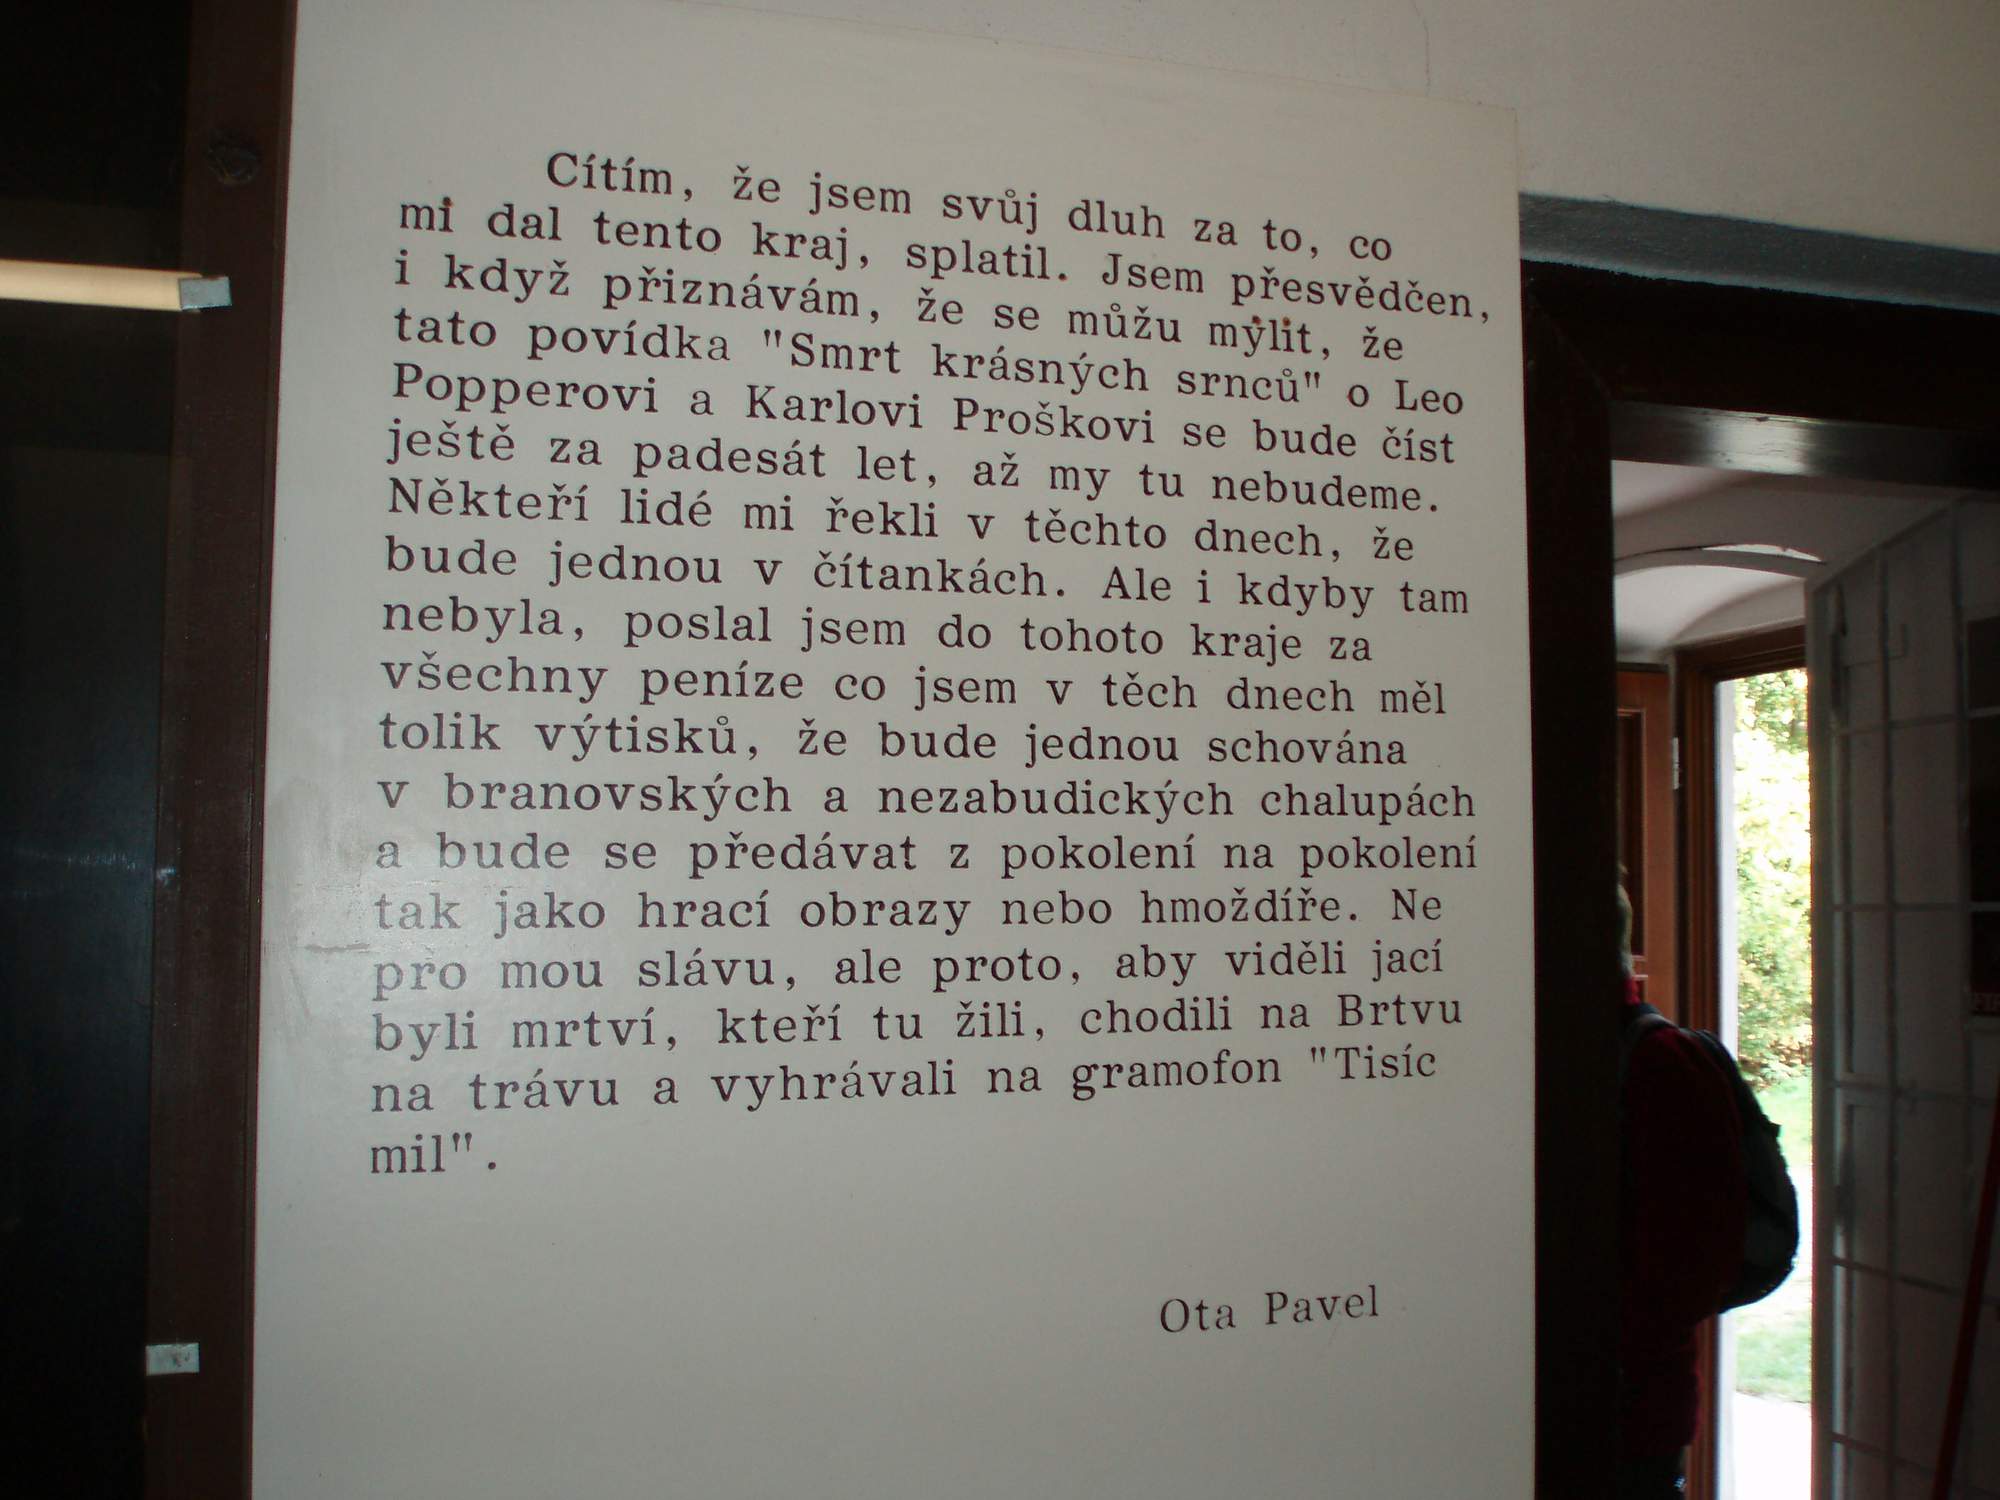 Cítím, že jsem svůj dluh za to, co
mi dal tento kraj, splatil. Jsem přesvědčen,
i když přiznávám, že se můžu mýlit, že
tato povídka "Smrt krásných srnců" o Leo
Popperovi a Karlovi Proškovi se bude číst
ještě za padesát let, až my tu nebudeme.
Někteří lidé mi řekli v těchto dnech, že
bude jednou v čítankách. Ale i kdyby tam
nebyla, poslal jsem do tohoto kraje za
všechny peníze co jsem v těch dnech měl
tolik výtisků, že bude jednou schována
v branovských a nezabudických chalupách
a bude se předávat z pokolení na pokolení
tak jako hrací obrazy nebo hmoždíře. Ne
pro mou slávu, ale proto, aby viděli jací
byli mrtví, kteří tu žili, chodili na Brtvu
na trávu a vyhrávali na gramofon "Tisíc
mil".
Ota Pavel